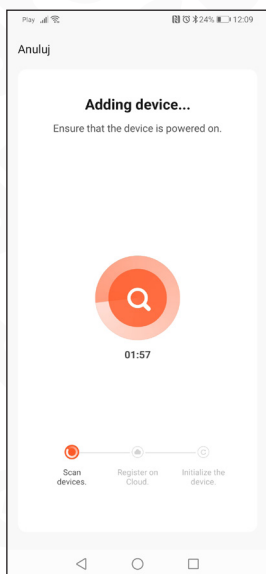 Play 24% 12:09
Anuluj
Adding device...
Ensure that the device is powered on.
01:57
Scan devices.
Register on Cloud.
Initialize the device.